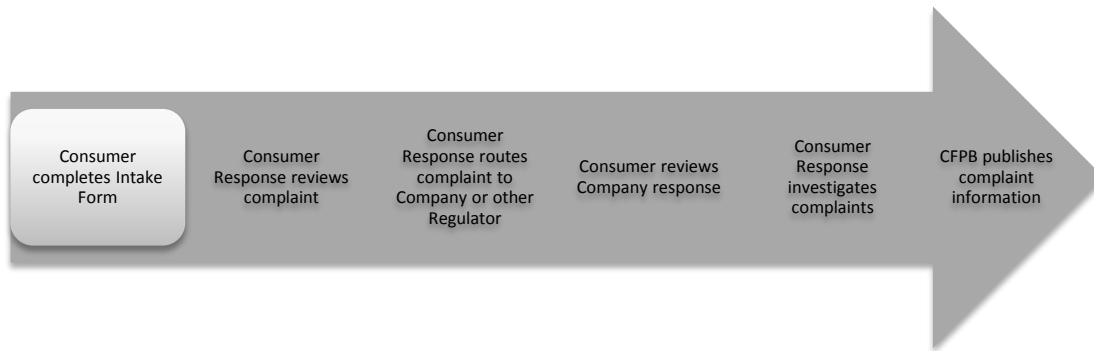 Consumer
completes Intake
Form
Consumer
Response reviews
complaint
Consumer
Response routes
complaint to
Company or other
Regulator
Consumer reviews
Company response
Consumer
Response
investigates
complaints
CFPB publishes
complaint
information